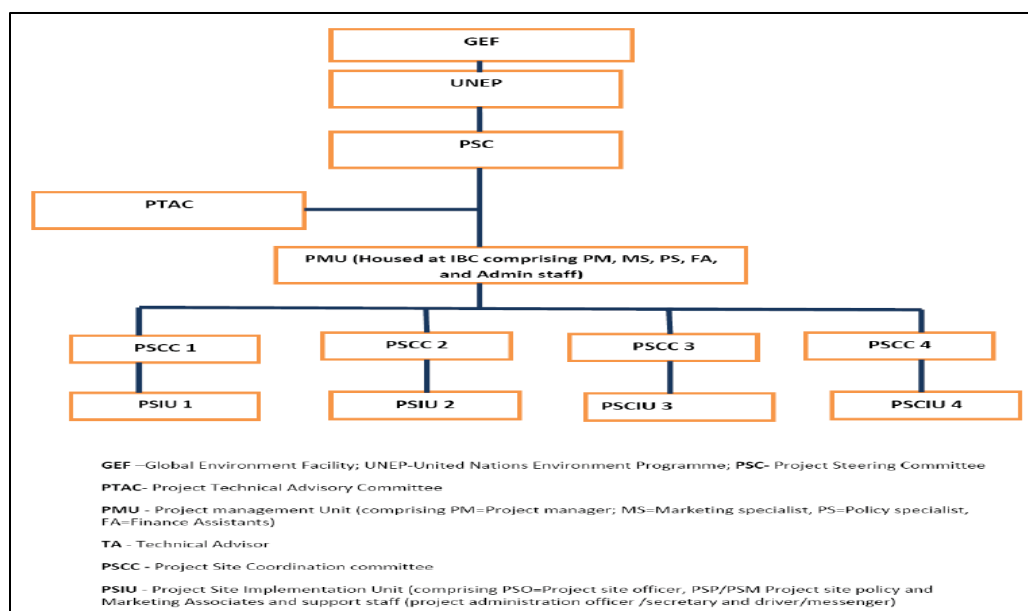 GEF
UNEP
PSC
PTAC
PMU (Housed at IBC comprising PM, MS, PS, FA,
and Admin staff)
PSCC 1
PSCC 2
PSCC 3
PSCC 4
PSIU 1
PSIU 2
PSCIU 3
PSCIU 4
GEF –Global Environment Facility; UNEP-United Nations Environment Programme; PSC- Project Steering Committee
PTAC- Project Technical Advisory Committee
PMU - Project management Unit (comprising PM=Project manager; MS=Marketing specialist, PS=Policy specialist,
FA=Finance Assistants)
TA - Technical Advisor
PSCC - Project Site Coordination committee
PSIU - Project Site Implementation Unit (comprising PSO=Project site officer, PSP/PSM Project site policy and
Marketing Associates and support staff (project administration officer /secretary and driver/messenger)